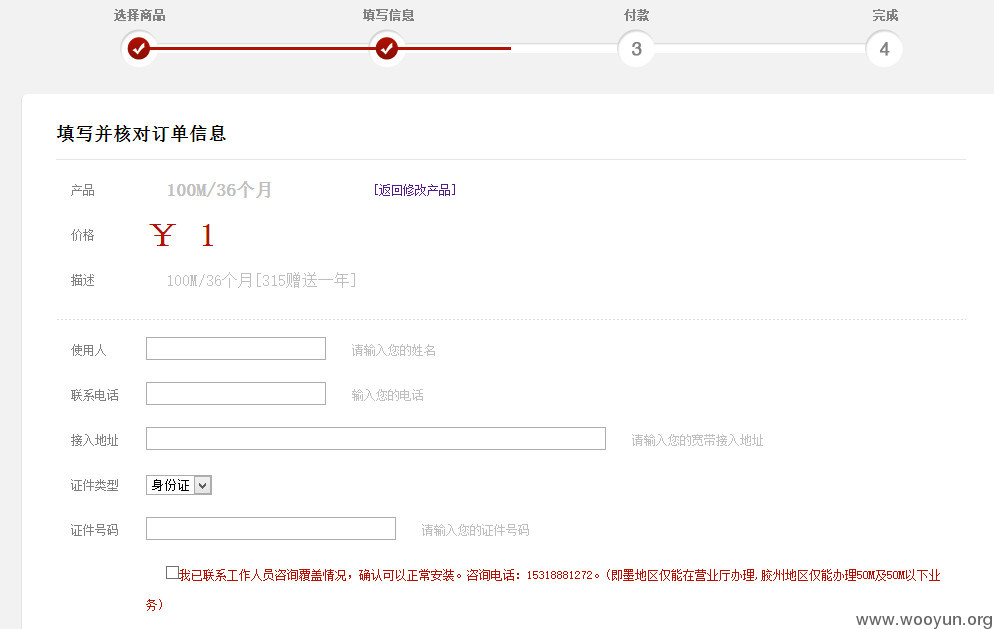 选择商品 填写信息 付款 完成
3 4
填写并核对订单信息
产品 100M/36个月 [返回修改产品]
价格 ¥ 1
描述 100M/36个月[315赠送一年]
使用人 请输入您的姓名
联系电话 输入您的电话
接入地址 请输入您的宽带接入地址
证件类型 身份证
证件号码 请输入您的证件号码
我已联系工作人员咨询覆盖情况，确认可以正常安装。咨询电话：15318881272。（即墨地区仅能在营业厅办理,胶州地区仅能办理50M及50M以下业
务）
www.wooyun.org